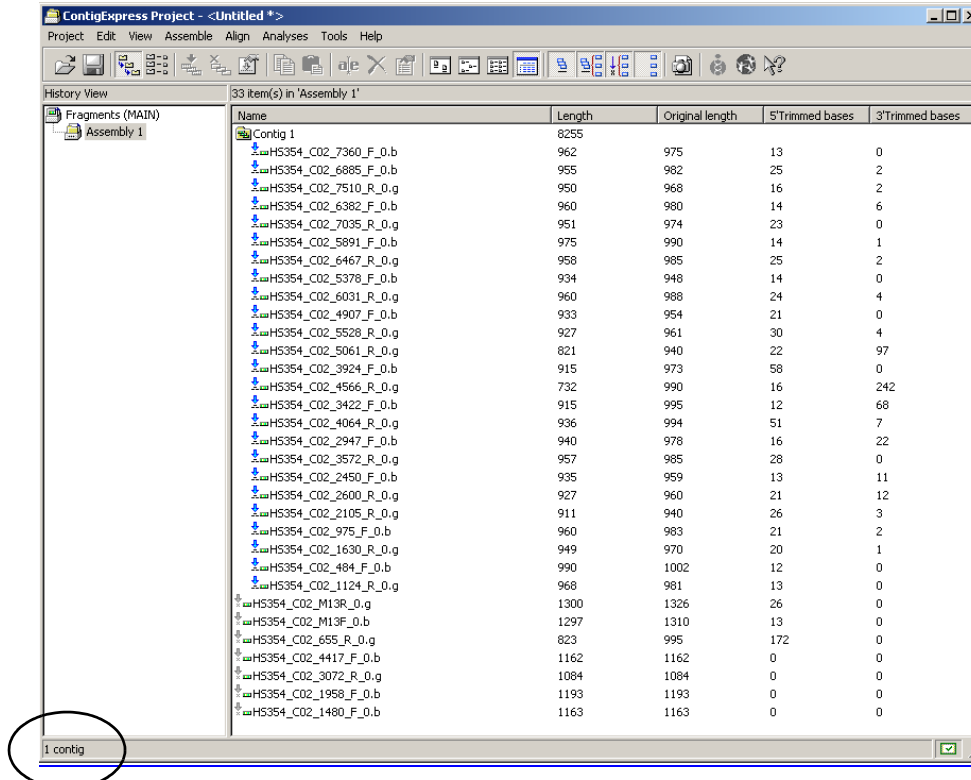 ContigExpress Project - <Untitled *>
Project Edit View Assemble Align Analyses Tools Help
History View 33 item(s) in 'Assembly 1'
Fragments (MAIN)
Assembly 1
Name Length Original length 5'Trimmed bases 3'Trimmed bases
Contig 1 8255
HS354_C02_7360_F_0.b 962 975 13 0
HS354_C02_6885_F_0.b 955 982 25 2
HS354_C02_7510_R_0.g 950 968 16 2
HS354_C02_6382_F_0.b 960 980 14 6
HS354_C02_7035_R_0.g 951 974 23 0
HS354_C02_5891_F_0.b 975 990 14 1
HS354_C02_6467_R_0.g 958 985 25 2
HS354_C02_5378_F_0.b 934 948 14 0
HS354_C02_6031_R_0.g 960 988 24 4
HS354_C02_4907_F_0.b 933 954 21 0
HS354_C02_5528_R_0.g 927 961 30 4
HS354_C02_5061_R_0.g 821 940 22 97
HS354_C02_3924_F_0.b 915 973 58 0
HS354_C02_4566_R_0.g 732 990 16 242
HS354_C02_3422_F_0.b 915 995 12 68
HS354_C02_4064_R_0.g 936 994 51 7
HS354_C02_2947_F_0.b 940 978 16 22
HS354_C02_3572_R_0.g 957 985 28 0
HS354_C02_2450_F_0.b 935 959 13 11
HS354_C02_2600_R_0.g 927 960 21 12
HS354_C02_2105_R_0.g 911 940 26 3
HS354_C02_975_F_0.b 960 983 21 2
HS354_C02_1630_R_0.g 949 970 20 1
HS354_C02_484_F_0.b 990 1002 12 0
HS354_C02_1124_R_0.g 968 981 13 0
HS354_C02_M13R_0.g 1300 1326 26 0
HS354_C02_M13F_0.b 1297 1310 13 0
HS354_C02_655_R_0.g 823 995 172 0
HS354_C02_4417_F_0.b 1162 1162 0 0
HS354_C02_3072_R_0.g 1084 1084 0 0
HS354_C02_1958_F_0.b 1193 1193 0 0
HS354_C02_1480_F_0.b 1163 1163 0 0
1 contig